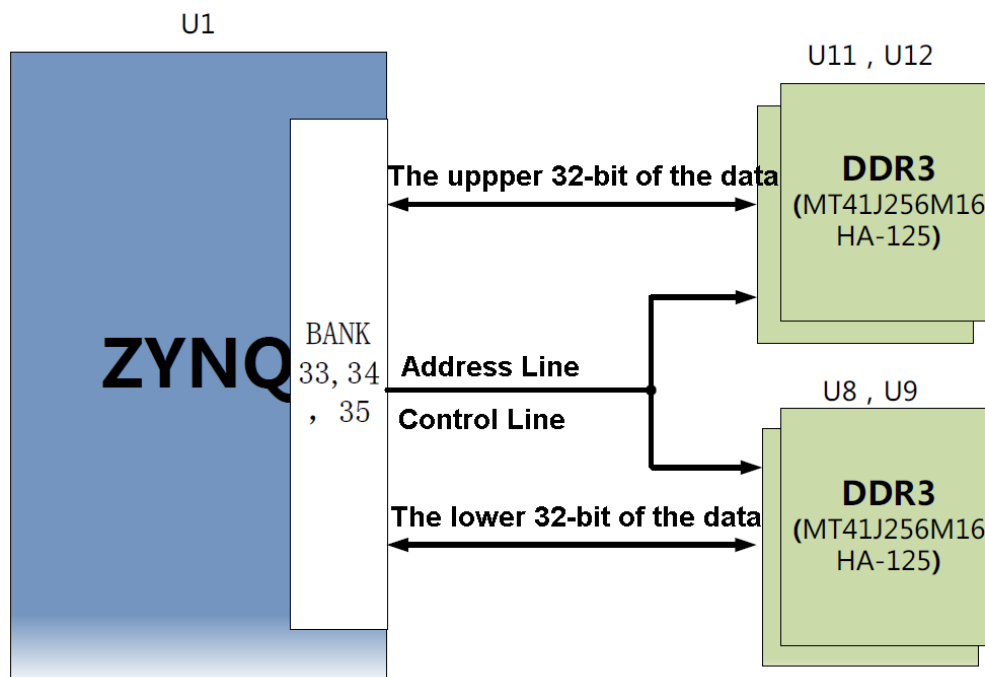 U1
U11 , U12
DDR3
(MT41J256M16
HA-125)
The uppper 32-bit of the data
ZYNQ
BANK
33,34
, 35
Address Line
Control Line
U8 , U9
DDR3
(MT41J256M16
HA-125)
The lower 32-bit of the data